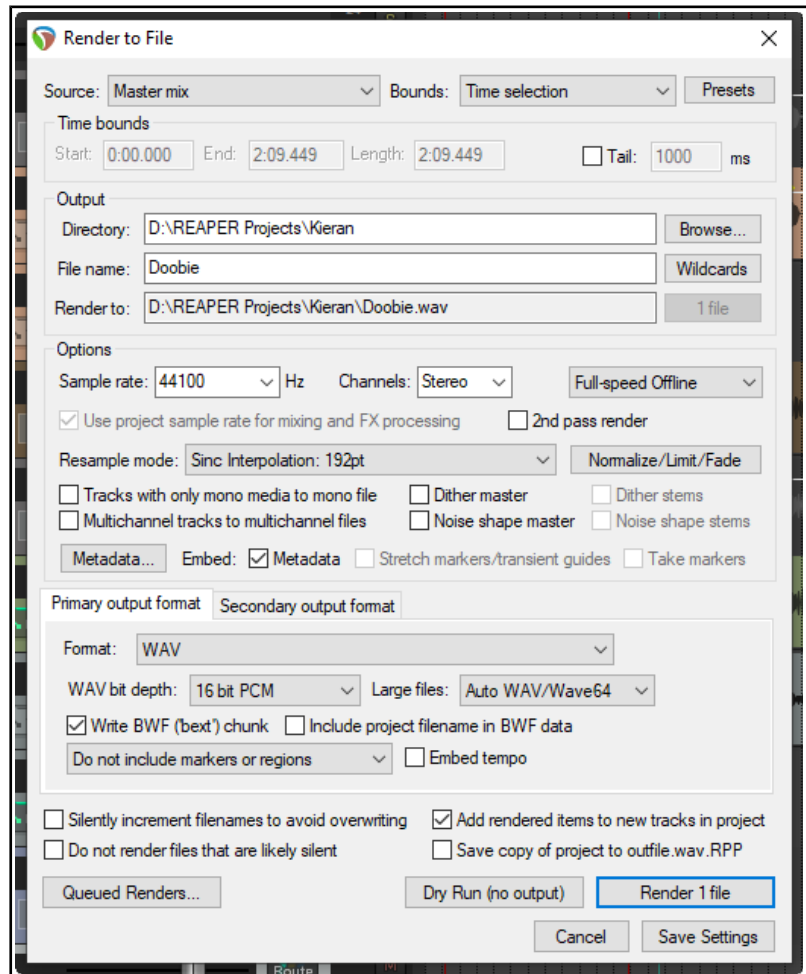 Render to File
Source: Master mix Bounds: Time selection Presets
Time bounds
Start: 0:00.000 End: 2:09.449 Length: 2:09.449 Tail: 1000 ms
Output
Directory: D:\REAPER Projects\Kieran Browse...
File name: Doobie Wildcards
Render to: D:\REAPER Projects\Kieran\Doobie.wav 1 file
Options
Sample rate: 44100 Hz Channels: Stereo Full-speed Offline
Use project sample rate for mixing and FX processing 2nd pass render
Resample mode: Sinc Interpolation: 192pt Normalize/Limit/Fade
Tracks with only mono media to mono file Dither master Dither stems
Multichannel tracks to multichannel files Noise shape master Noise shape stems
Metadata... Embed: Metadata Stretch markers/transient guides Take markers
Primary output format Secondary output format
Format: WAV
WAV bit depth: 16 bit PCM Large files: Auto WAV/Wave64
Write BWF ('bext') chunk Include project filename in BWF data
Do not include markers or regions Embed tempo
Silently increment filenames to avoid overwriting Add rendered items to new tracks in project
Do not render files that are likely silent Save copy of project to outfile.wav.RPP
Queued Renders... Dry Run (no output) Render 1 file
Cancel Save Settings
Route M